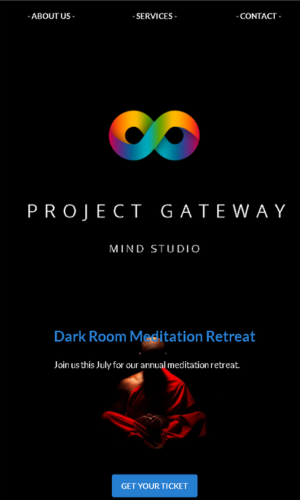 - ABOUT US -
- SERVICES -
- CONTACT -
PROJECT GATEWAY
MIND STUDIO
Dark Room Meditation Retreat
Join us this July for our annual meditation retreat.
GET YOUR TICKET